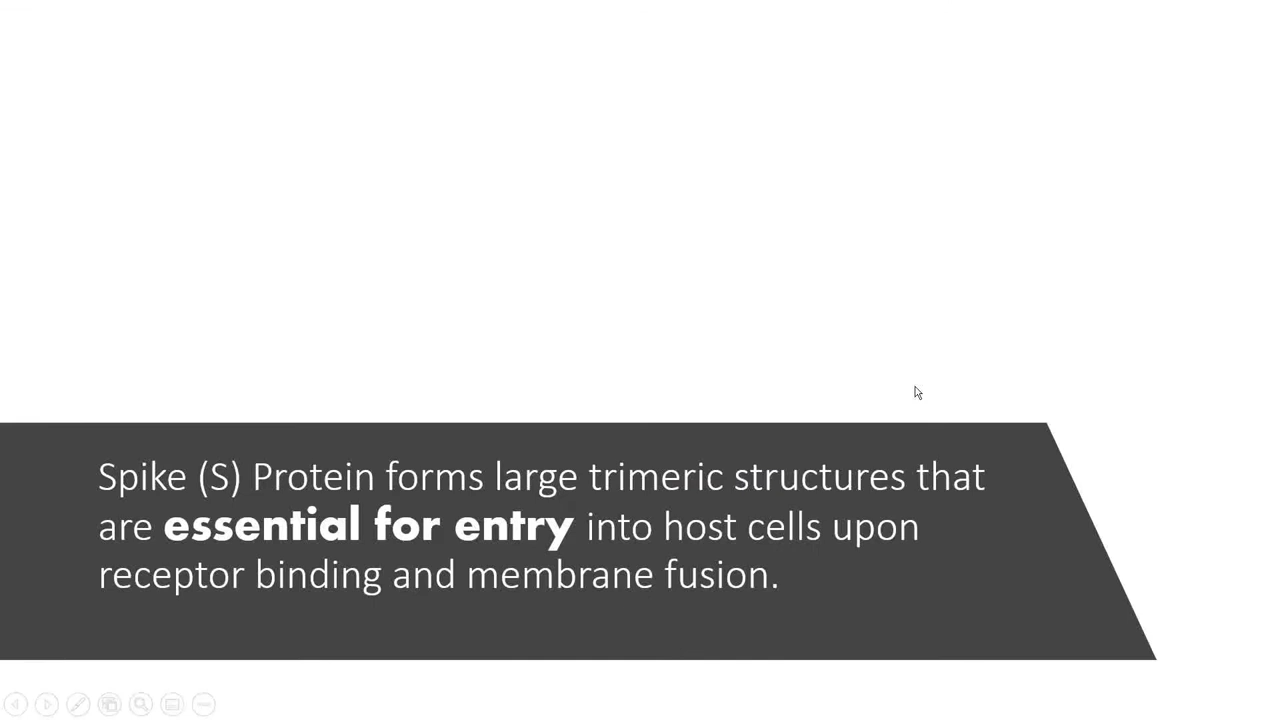 Spike (S) Protein forms large trimeric structures that
are essential for entry into host cells upon
receptor binding and membrane fusion.